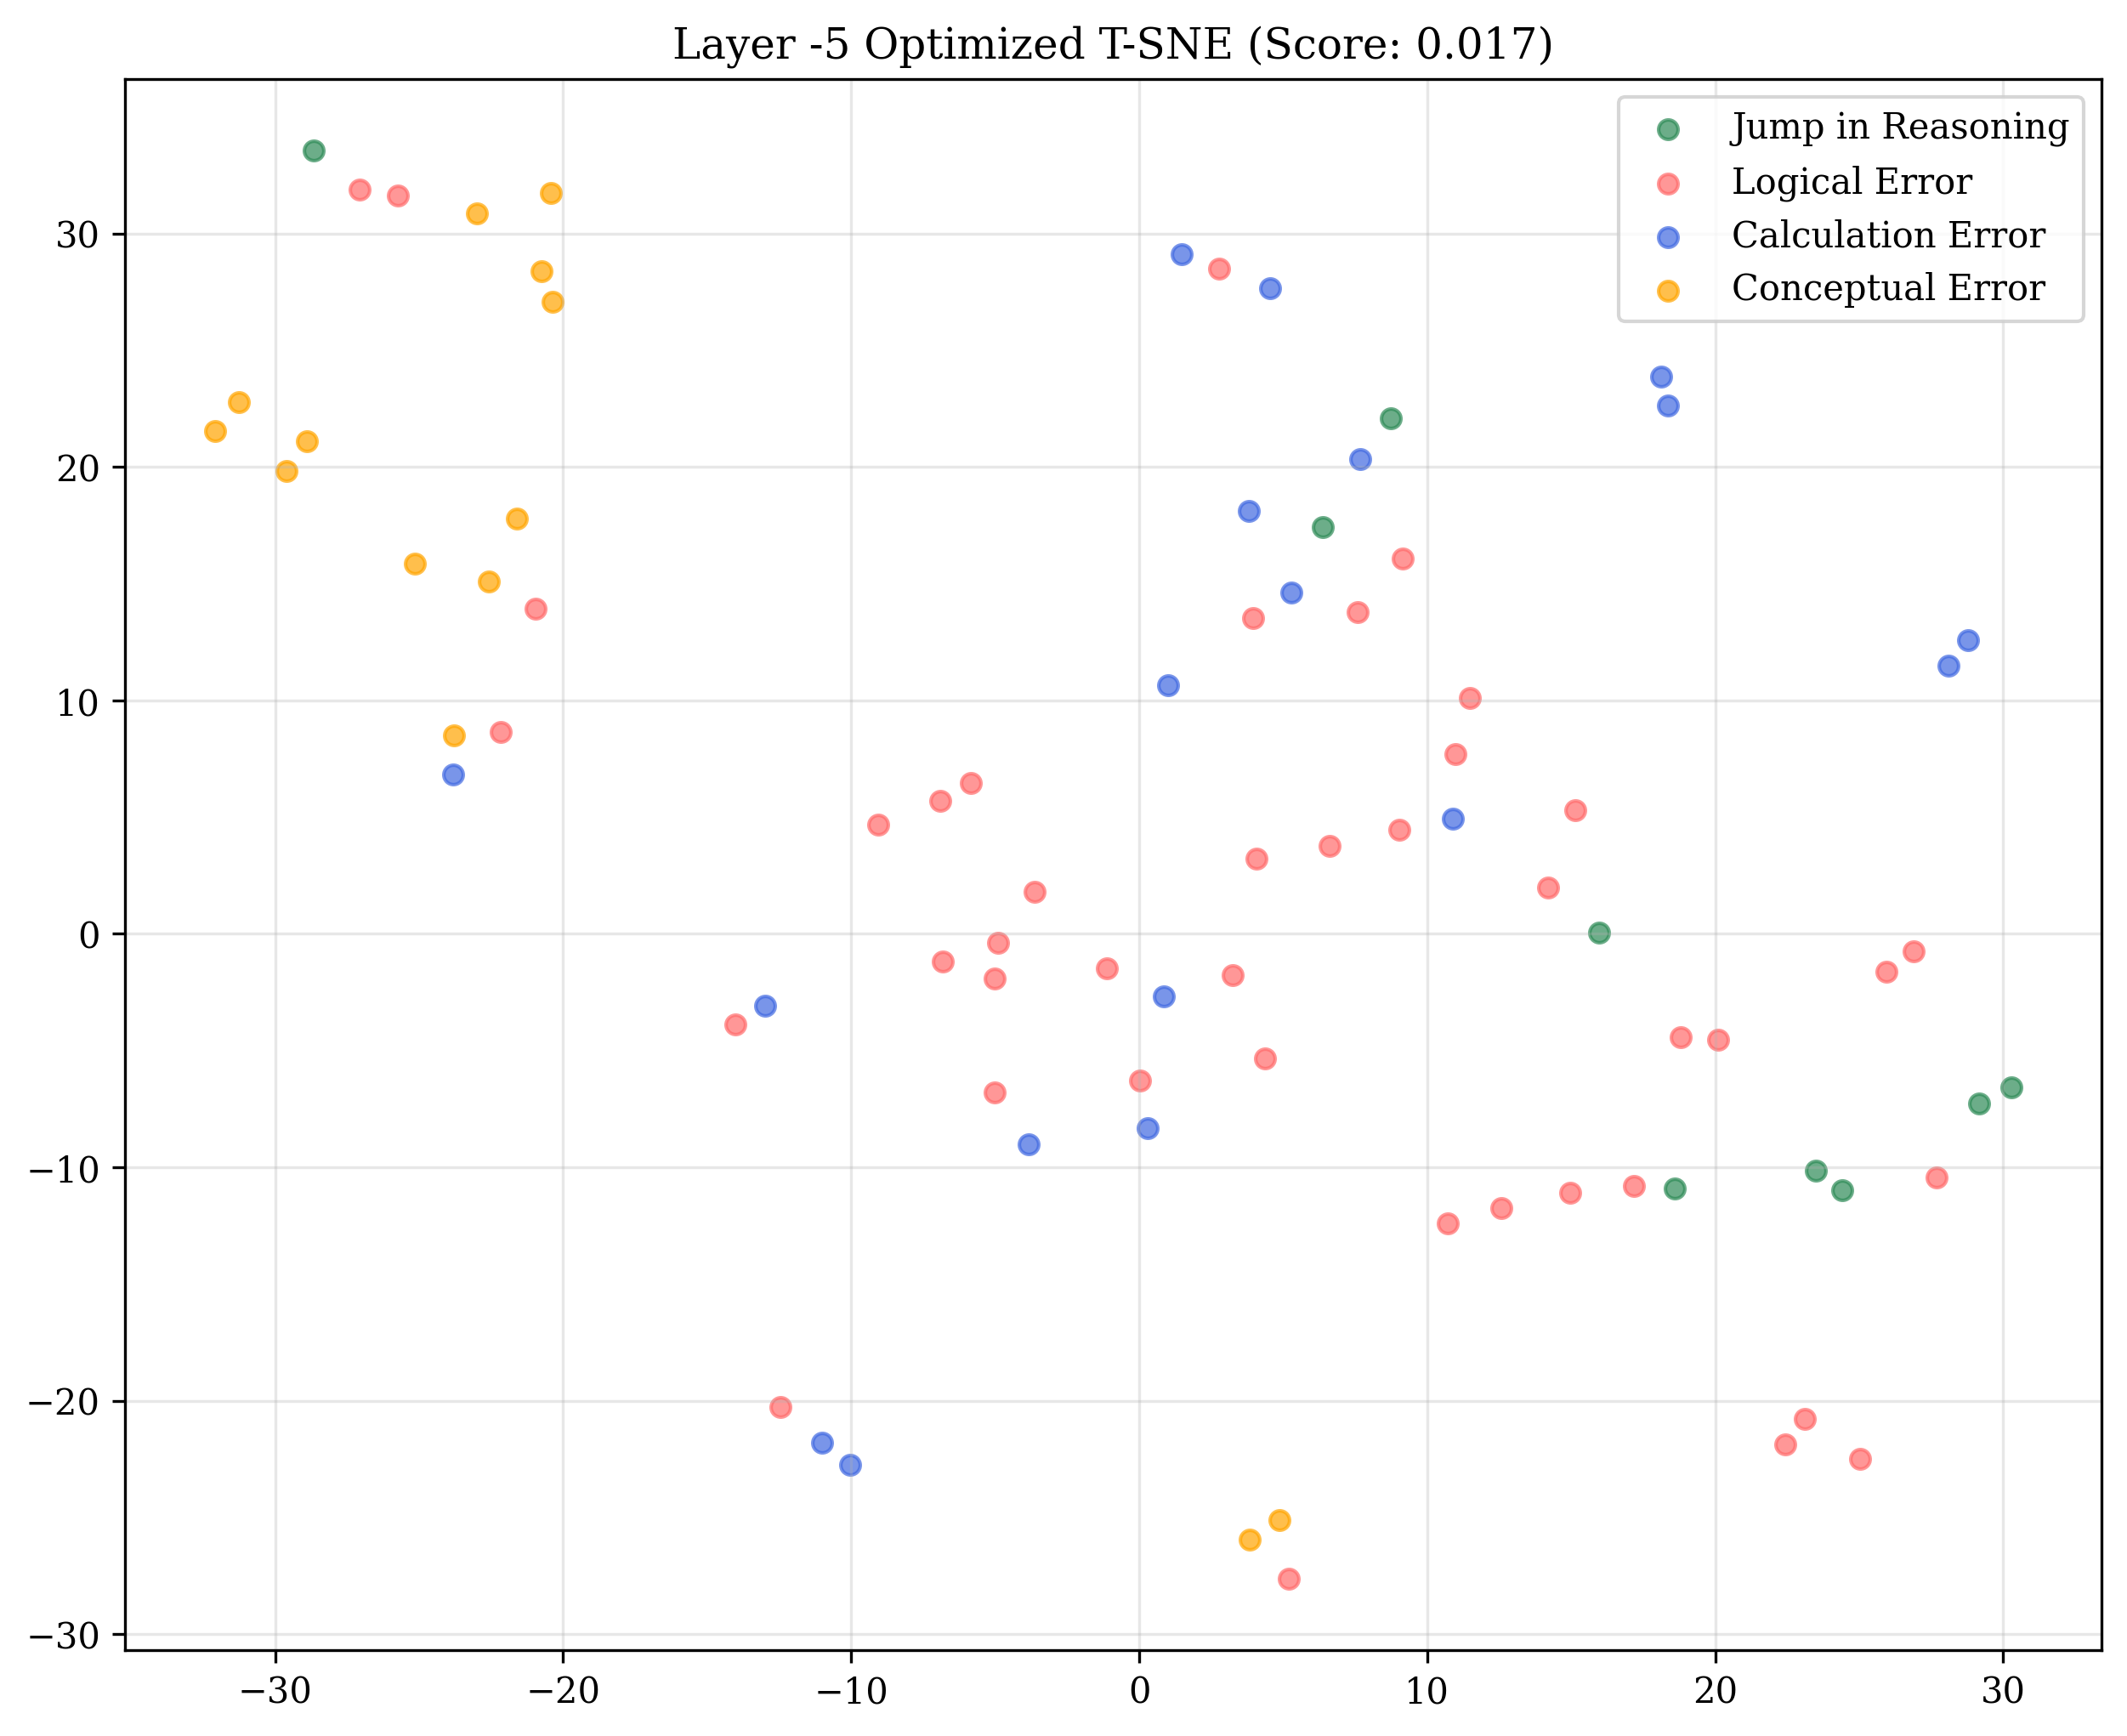 Layer -5 Optimized T-SNE (Score: 0.017)
Jump in Reasoning
Logical Error
Calculation Error
Conceptual Error
30
20
10
0
−10
−20
−30
−30 −20 −10 0 10 20 30